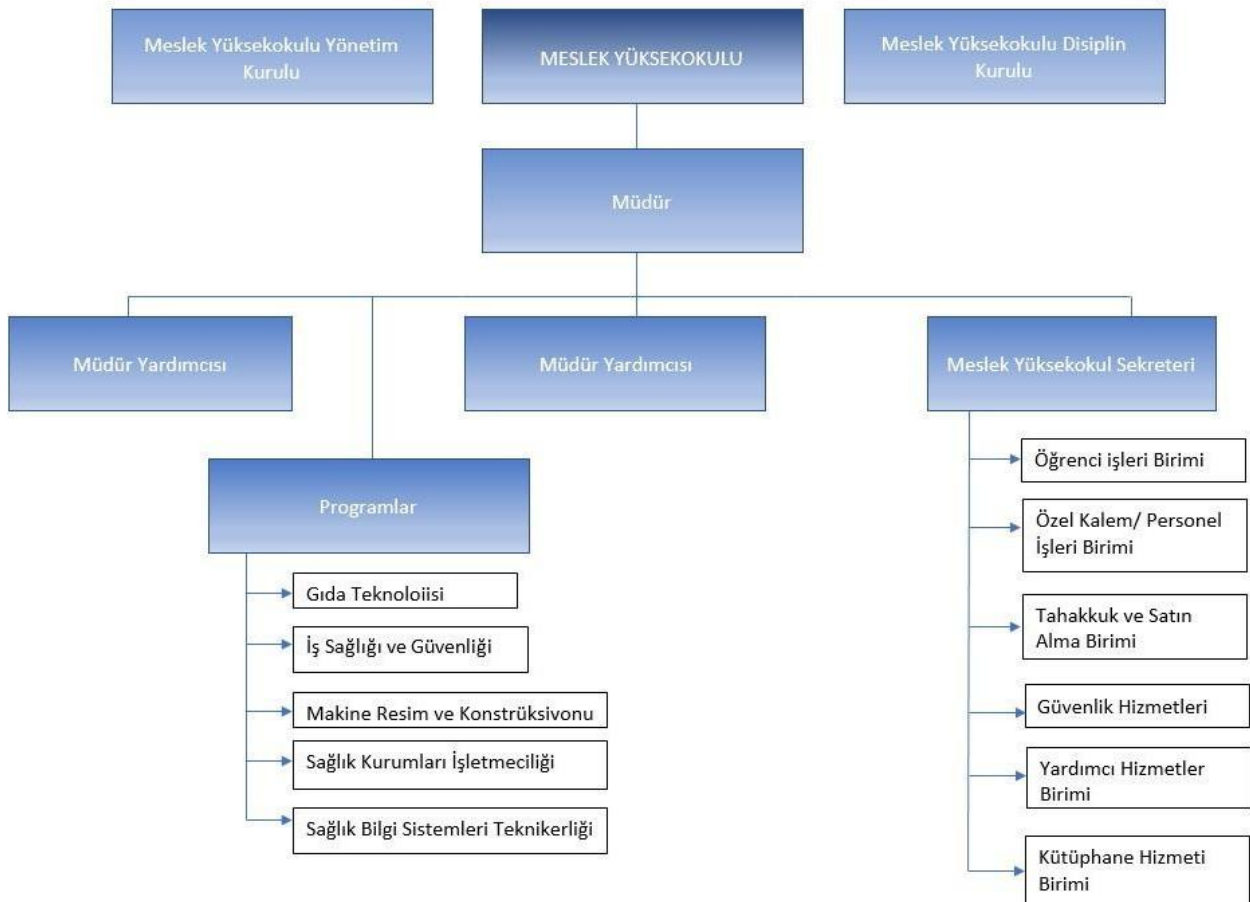 Meslek Yüksekokulu Yönetim
Kurulu
MESLEK YÜKSEKOKULU
Meslek Yüksekokulu Disiplin
Kurulu
Müdür
Müdür Yardımcısı
Müdür Yardımcısı
Meslek Yüksekokul Sekreteri
Programlar
Gıda Teknoloiisi
İş Sağlığı ve Güvenliği
Makine Resim ve Konstrüksivonu
Sağlık Kurumları İşletmeciliği
Sağlık Bilgi Sistemleri Teknikerliği
Öğrenci işleri Birimi
Özel Kalem/ Personel
İşleri Birimi
Tahakkuk ve Satın
Alma Birimi
Güvenlik Hizmetleri
Yardımcı Hizmetler
Birimi
Kütüphane Hizmeti
Birimi